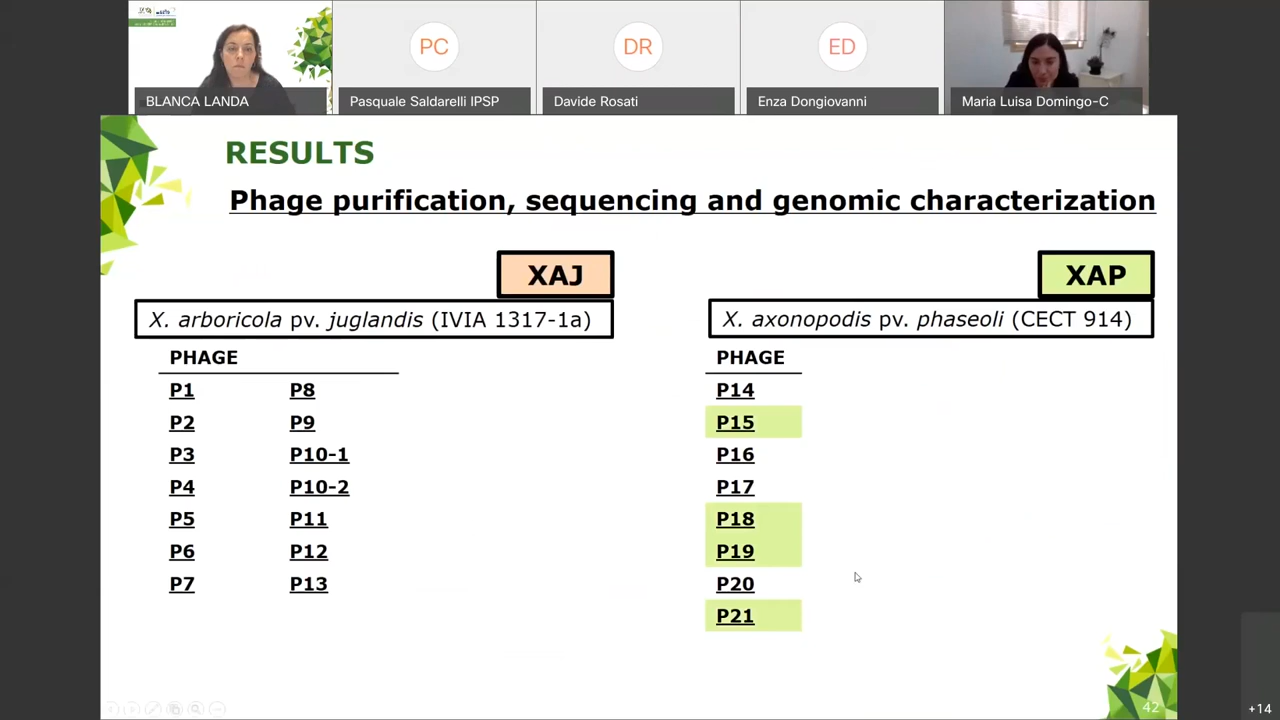 PC
DR
ED
BLANCA LANDA
Pasquale Saldarelli IPSP
Davide Rosati
Enza Dongiovanni
Maria Luisa Domingo-C
RESULTS
Phage purification, sequencing and genomic characterization
XAJ
X. arboricola pv. juglandis (IVIA 1317-1a)
PHAGE
P1 P8
P2 P9
P3 P10-1
P4 P10-2
P5 P11
P6 P12
P7 P13
XAP
X. axonopodis pv. phaseoli (CECT 914)
PHAGE
P14
P15
P16
P17
P18
P19
P20
P21
42
+14